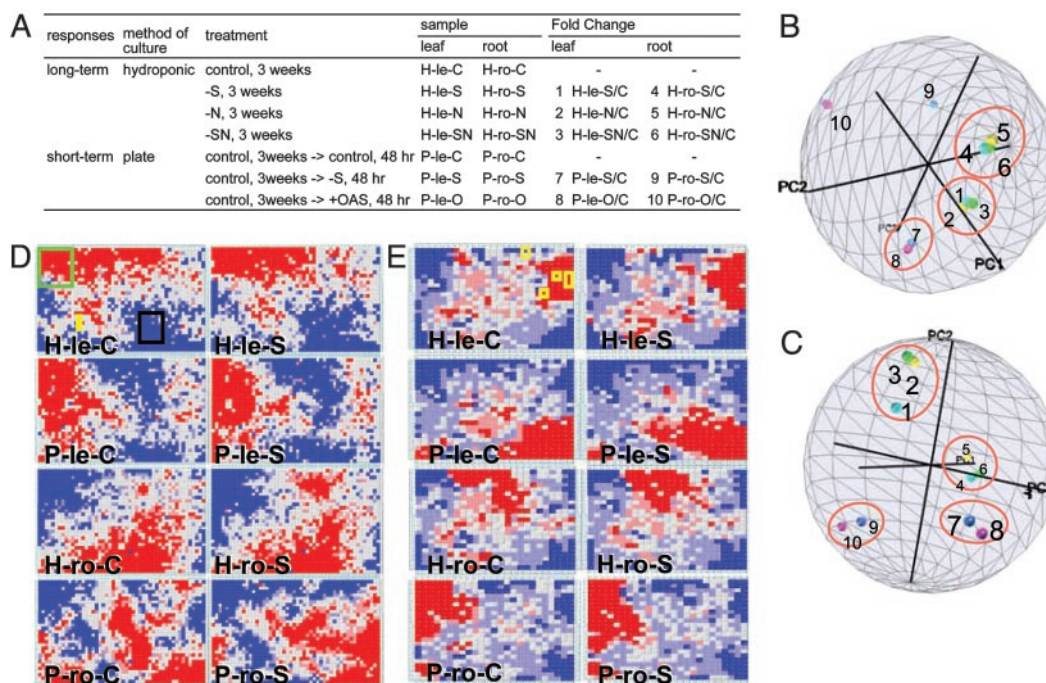 A
responses method of culture treatment sample Fold Change
leaf root leaf root
long-term hydroponic control, 3 weeks H-le-C H-ro-C - -
-S, 3 weeks H-le-S H-ro-S 1 H-le-S/C 4 H-ro-S/C
-N, 3 weeks H-le-N H-ro-N 2 H-le-N/C 5 H-ro-N/C
-SN, 3 weeks H-le-SN H-ro-SN 3 H-le-SN/C 6 H-ro-SN/C
short-term plate control, 3weeks -> control, 48 hr P-le-C P-ro-C - -
control, 3weeks -> -S, 48 hr P-le-S P-ro-S 7 P-le-S/C 9 P-ro-S/C
control, 3weeks -> +OAS, 48 hr P-le-O P-ro-O 8 P-le-O/C 10 P-ro-O/C
B
9
10
5
4
6
PC2
1
3
2
7
8
PC1
D
H-le-C H-le-S
P-le-C P-le-S
H-ro-C H-ro-S
P-ro-C P-ro-S
E
H-le-C H-le-S
P-le-C P-le-S
H-ro-C H-ro-S
P-ro-C P-ro-S
C
PC2
3
2
1
5
6
4
9
10
7 8